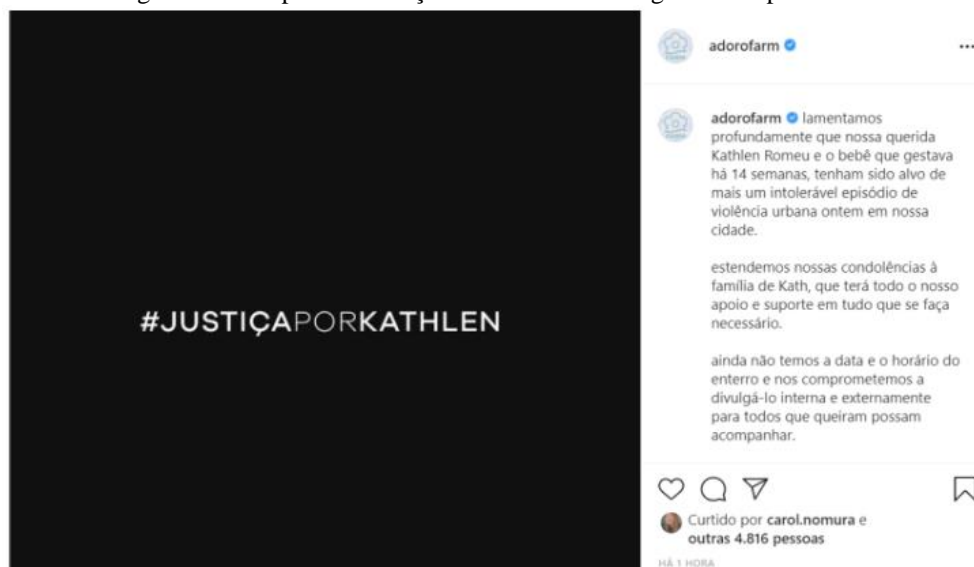 #JUSTIÇAPORKATHLEN
adorofarm
adorofarm lamentamos
profundamente que nossa querida
Kathlen Romeu e o bebê que gestava
há 14 semanas, tenham sido alvo de
mais um intolerável episódio de
violência urbana ontem em nossa
cidade.
estendemos nossas condolências à
família de Kath, que terá todo o nosso
apoio e suporte em tudo que se faça
necessário.
ainda não temos a data e o horário do
enterro e nos comprometemos a
divulgá-lo interna e externamente
para todos que queiram possam
acompanhar.
Curtido por carol.nomura e
outras 4.816 pessoas
HÁ 1 HORA